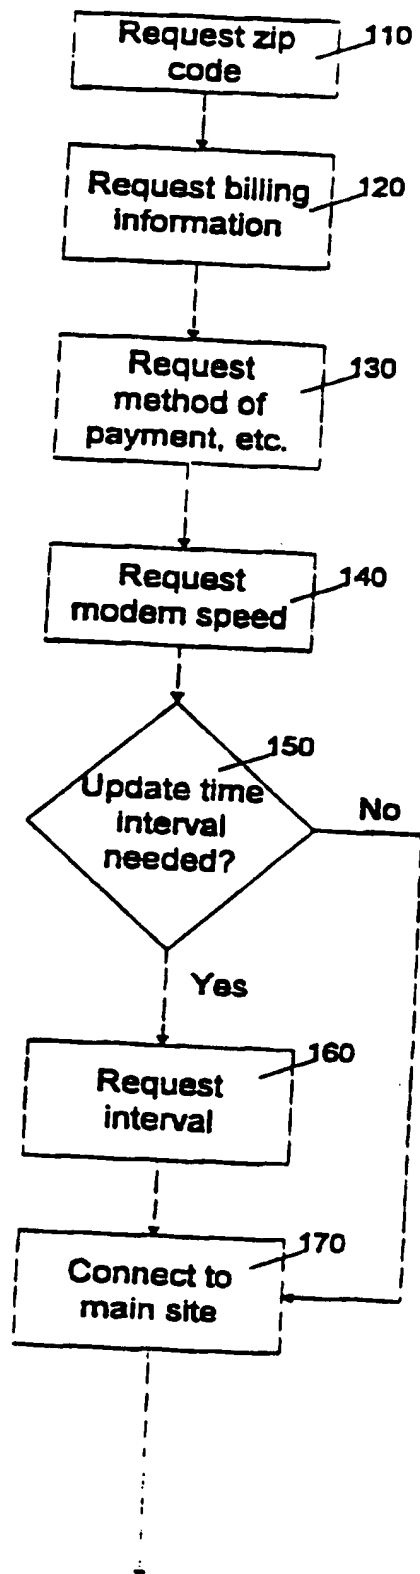 Request zip
code
110
Request billing
information
120
Request
method of
payment, etc.
130
Request
modem speed
140
150
Update time
interval
needed?
No
Yes
160
Request
interval
170
Connect to
main site